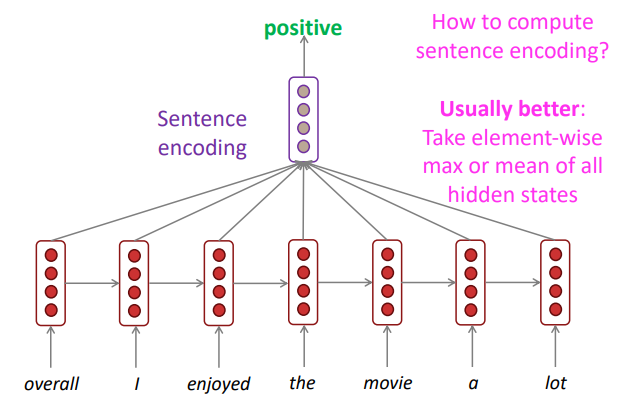 positive
How to compute
sentence encoding?
Sentence
encoding
Usually better:
Take element-wise
max or mean of all
hidden states
overall I enjoyed the movie a lot